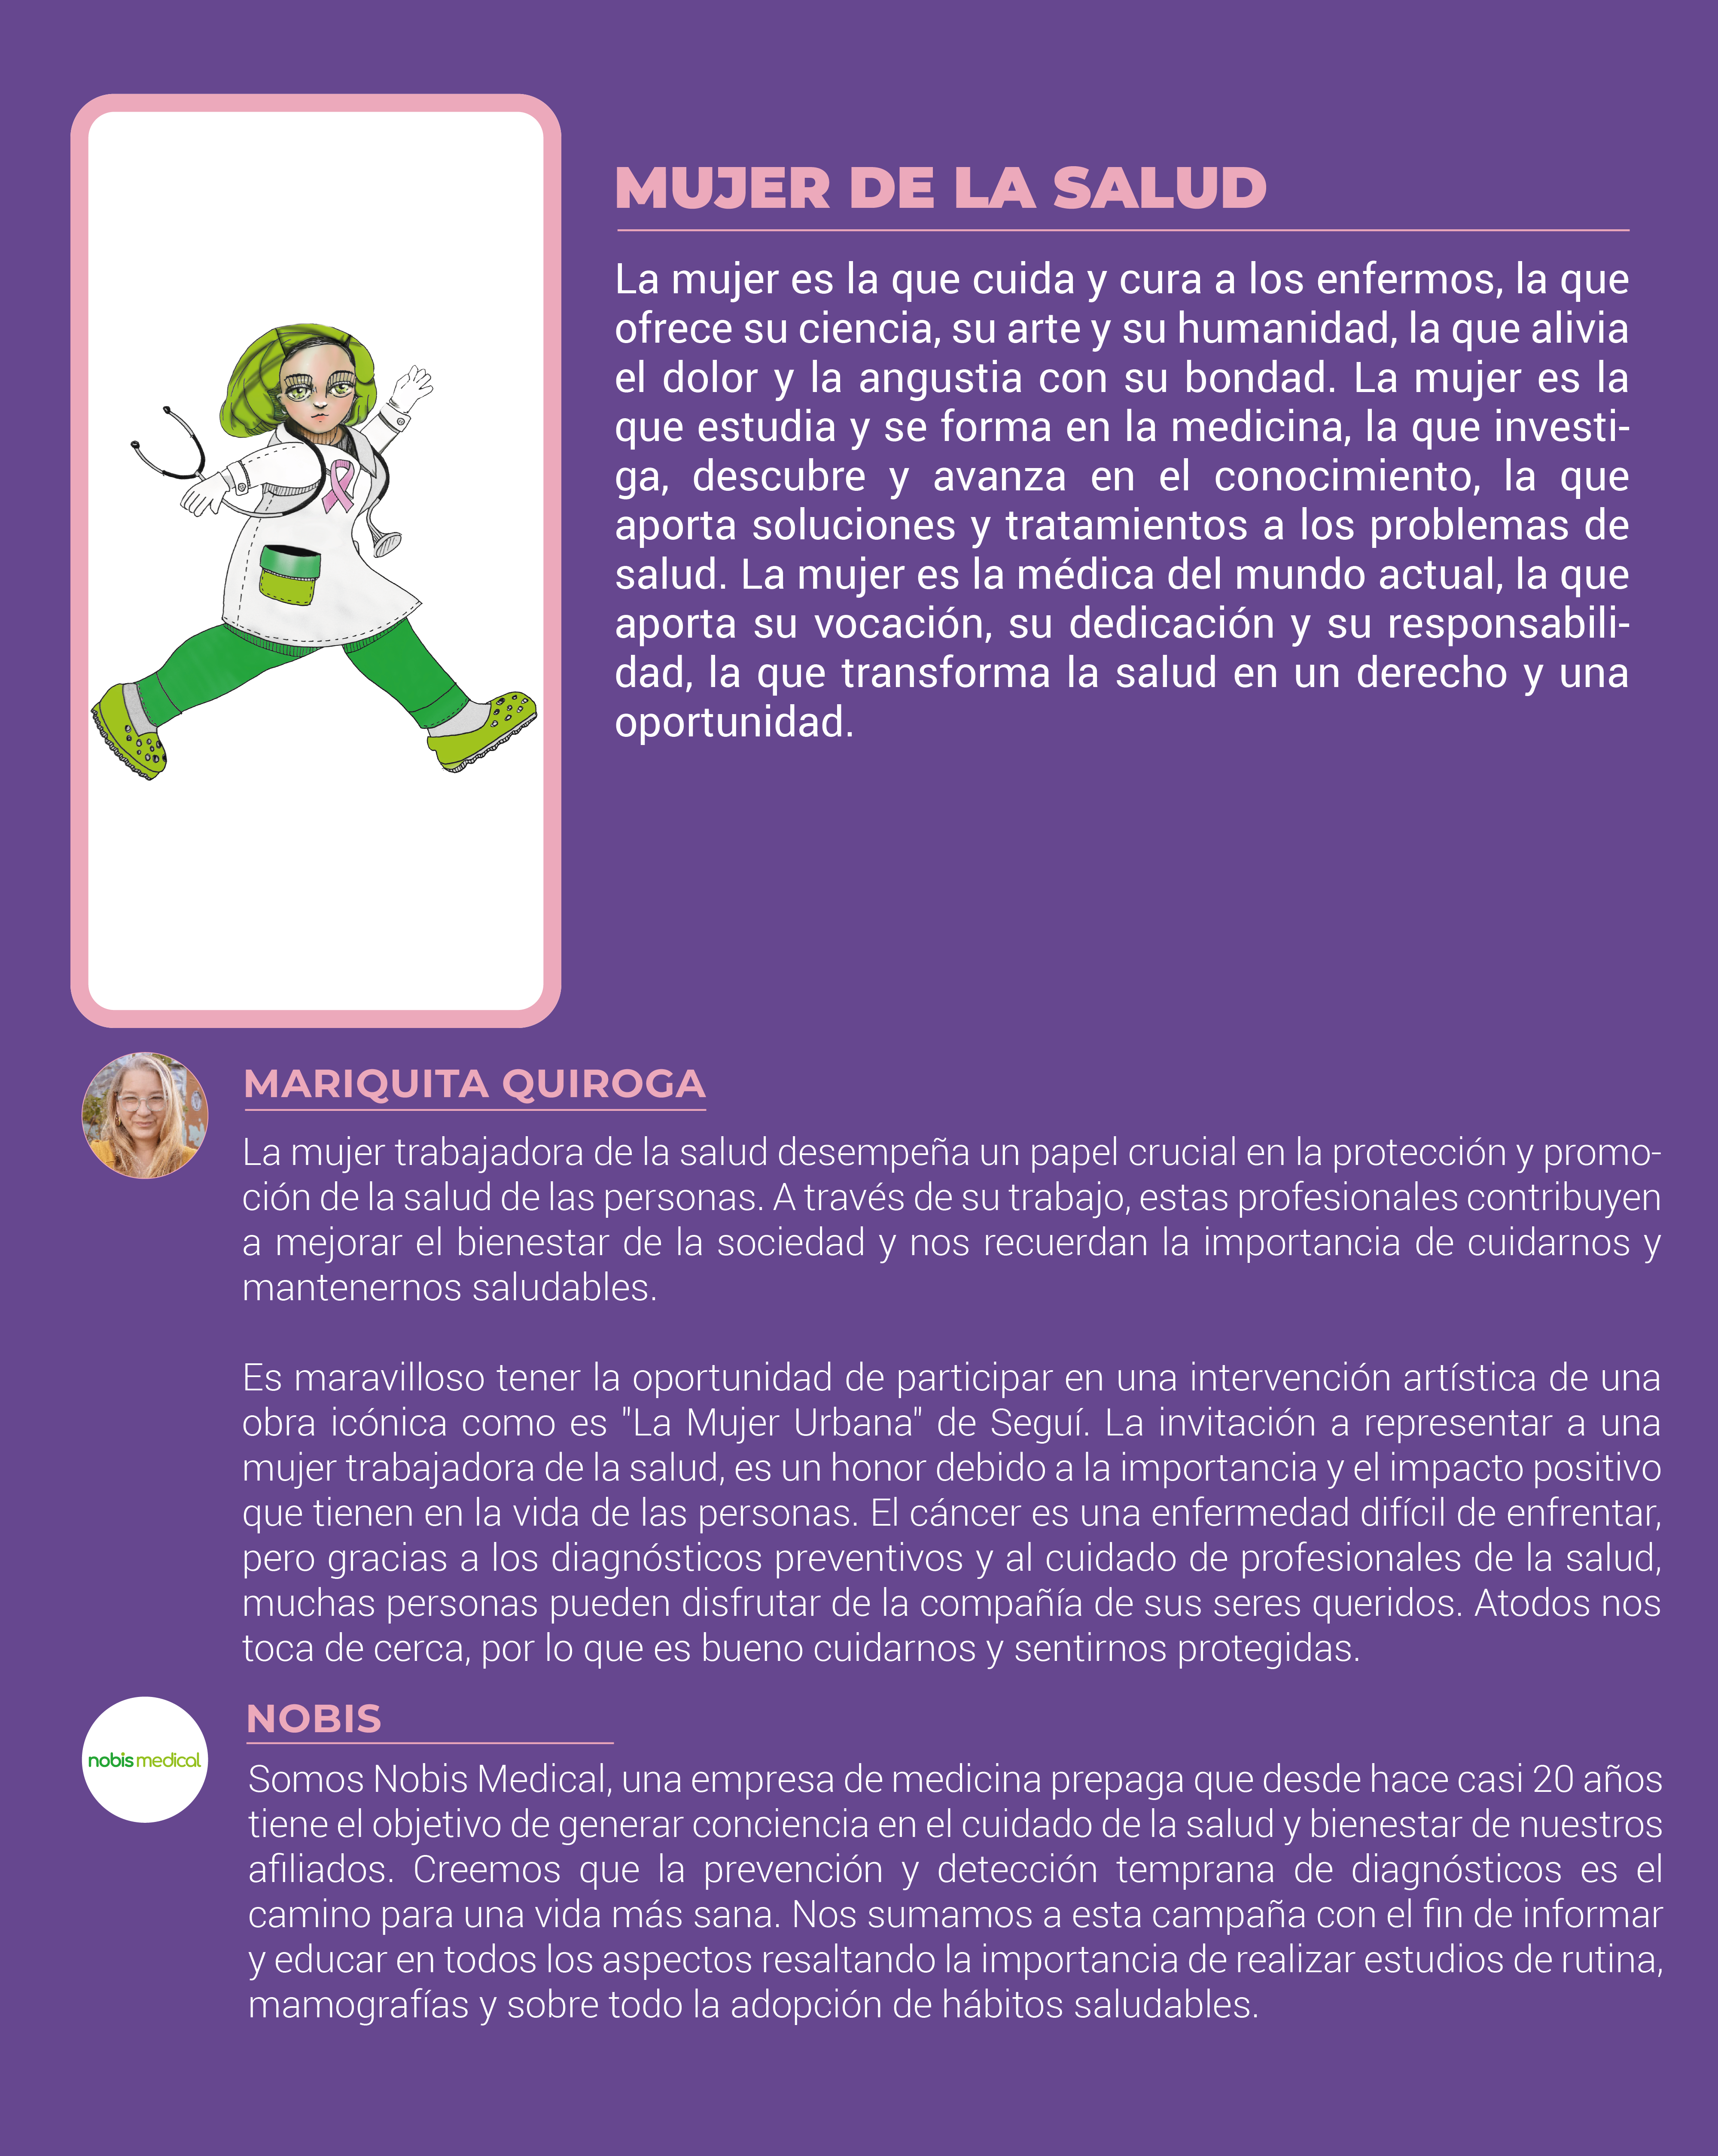 MUJER DE LA SALUD
La mujer es la que cuida y cura a los enfermos, la que
ofrece su ciencia, su arte y su humanidad, la que alivia
el dolor y la angustia con su bondad. La mujer es la
que estudia y se forma en la medicina, la que investi-
ga, descubre y avanza en el conocimiento, la que
aporta soluciones y tratamientos a los problemas de
salud. La mujer es la médica del mundo actual, la que
aporta su vocación, su dedicación y su responsabili-
dad, la que transforma la salud en un derecho y una
oportunidad.
MARIQUITA QUIROGA
La mujer trabajadora de la salud desempeña un papel crucial en la protección y promo-
ción de la salud de las personas. A través de su trabajo, estas profesionales contribuyen
a mejorar el bienestar de la sociedad y nos recuerdan la importancia de cuidarnos y
mantenernos saludables.
Es maravilloso tener la oportunidad de participar en una intervención artística de una
obra icónica como es "La Mujer Urbana" de Seguí. La invitación a representar a una
mujer trabajadora de la salud, es un honor debido a la importancia y el impacto positivo
que tienen en la vida de las personas. El cáncer es una enfermedad difícil de enfrentar,
pero gracias a los diagnósticos preventivos y al cuidado de profesionales de la salud,
muchas personas pueden disfrutar de la compañía de sus seres queridos. Atodos nos
toca de cerca, por lo que es bueno cuidarnos y sentirnos protegidas.
NOBIS
nobis medical
Somos Nobis Medical, una empresa de medicina prepaga que desde hace casi 20 años
tiene el objetivo de generar conciencia en el cuidado de la salud y bienestar de nuestros
afiliados. Creemos que la prevención y detección temprana de diagnósticos es el
camino para una vida más sana. Nos sumamos a esta campaña con el fin de informar
y educar en todos los aspectos resaltando la importancia de realizar estudios de rutina,
mamografías y sobre todo la adopción de hábitos saludables.